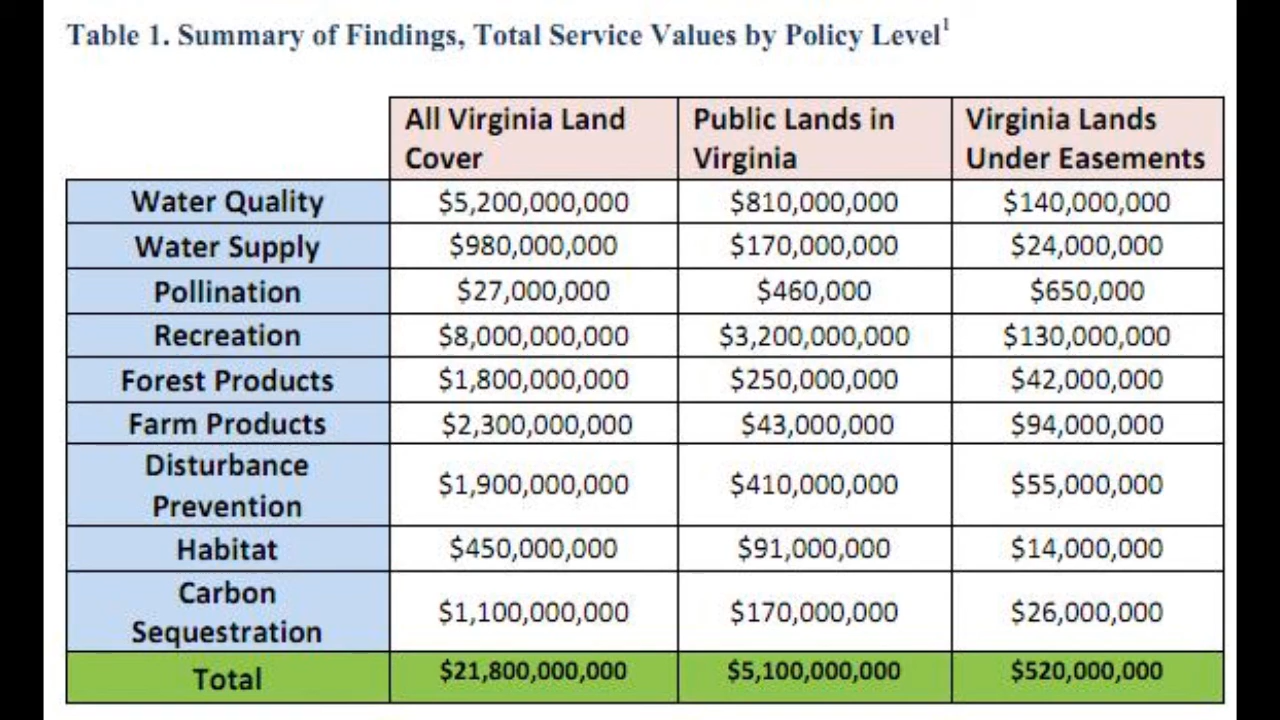 Table 1. Summary of Findings, Total Service Values by Policy Level¹
All Virginia Land Cover Public Lands in Virginia Virginia Lands Under Easements
Water Quality $5,200,000,000 $810,000,000 $140,000,000
Water Supply $980,000,000 $170,000,000 $24,000,000
Pollination $27,000,000 $460,000 $650,000
Recreation $8,000,000,000 $3,200,000,000 $130,000,000
Forest Products $1,800,000,000 $250,000,000 $42,000,000
Farm Products $2,300,000,000 $43,000,000 $94,000,000
Disturbance Prevention $1,900,000,000 $410,000,000 $55,000,000
Habitat $450,000,000 $91,000,000 $14,000,000
Carbon Sequestration $1,100,000,000 $170,000,000 $26,000,000
Total $21,800,000,000 $5,100,000,000 $520,000,000